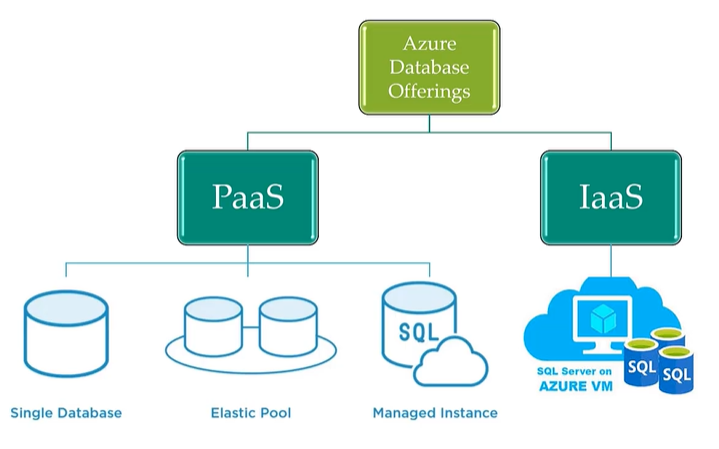 Azure
Database
Offerings
PaaS
IaaS
SQL
SQL Server on
AZURE VM
SQL
SQL
Single Database
Elastic Pool
Managed Instance